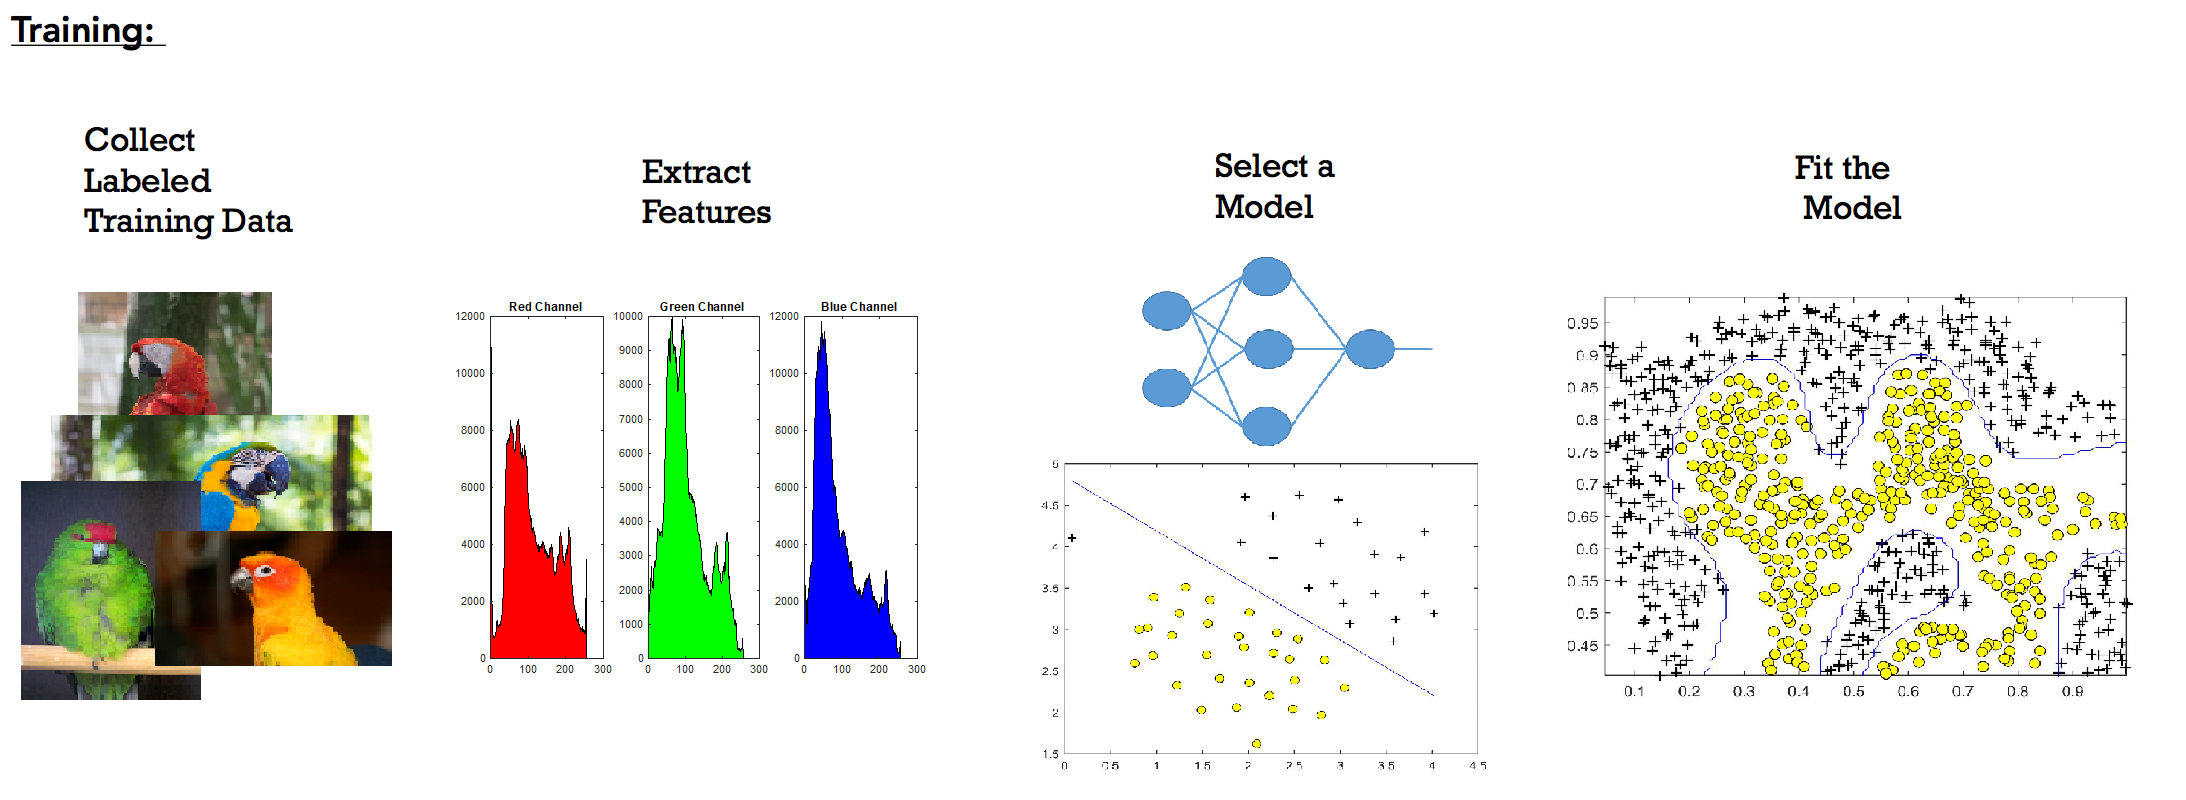 Training:
Collect
Labeled
Training Data
Extract
Features
Select a
Model
Fit the
Model
Red Channel
12000
10000
8000
6000
4000
2000
0
0 100 200 300
Green Channel
10000
9000
8000
7000
6000
5000
4000
3000
2000
1000
0
0 100 200 300
Blue Channel
12000
10000
8000
6000
4000
2000
0
0 100 200 300
5
4.5
4
3.5
3
2.5
2
1.5
0 0.5 1 1.5 2 2.5 3 3.5 4 4.5
0.95
0.9
0.85
0.8
0.75
0.7
0.65
0.6
0.55
0.5
0.45
0.1 0.2 0.3 0.4 0.5 0.6 0.7 0.8 0.9